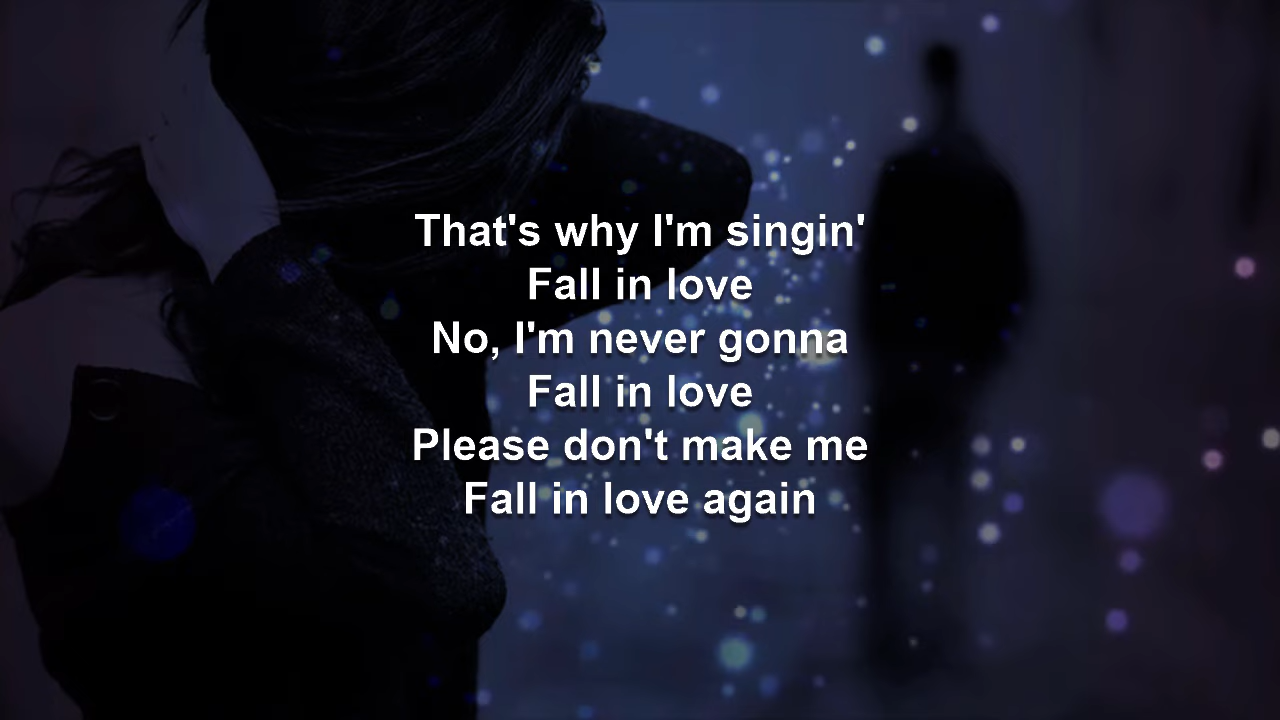 That's why I'm singin'
Fall in love
No, I'm never gonna
Fall in love
Please don't make me
Fall in love again